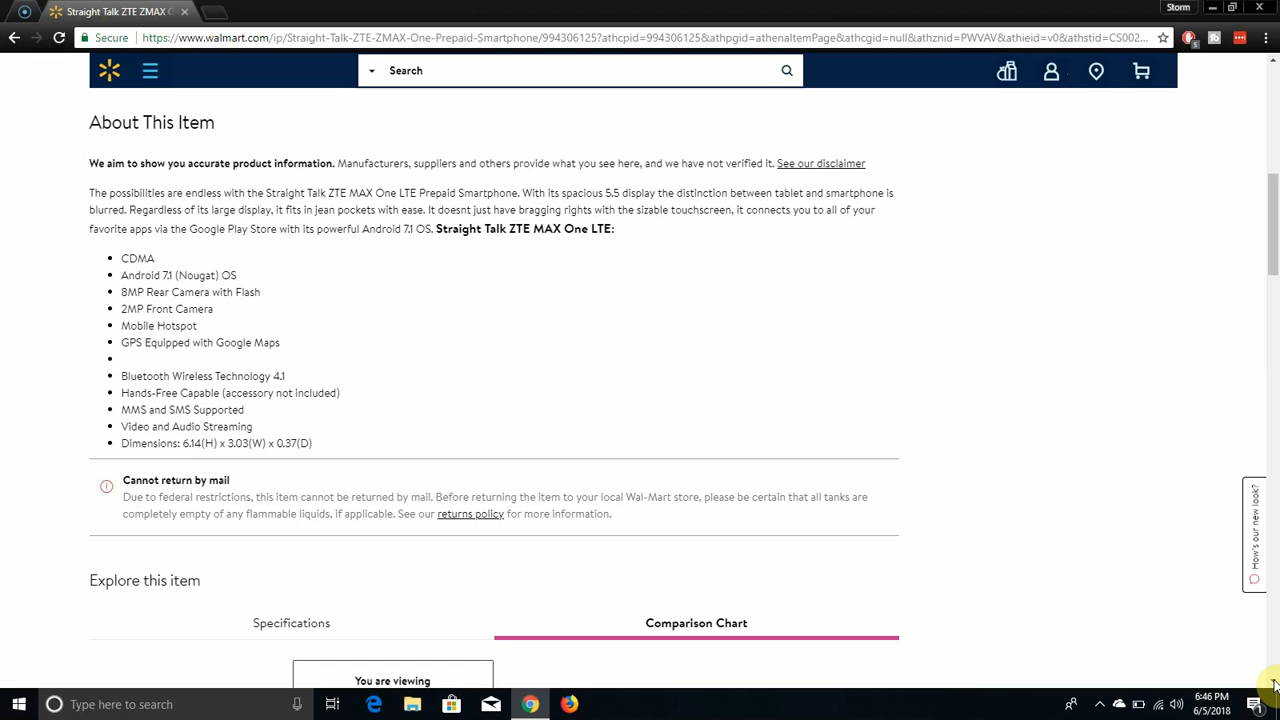 Straight Talk ZTE ZMAX O
Storm
Secure
https://www.walmart.com/ip/Straight-Talk-ZTE-ZMAX-One-Prepaid-Smartphone/994306125?athcpid=994306125&athpgid=athenaItemPage&athcgid=null&athznid=PWVAV&athieid=v0&athstid=CS002...
Search
About This Item
We aim to show you accurate product information. Manufacturers, suppliers and others provide what you see here, and we have not verified it. See our disclaimer
The possibilities are endless with the Straight Talk ZTE MAX One LTE Prepaid Smartphone. With its spacious 5.5 display the distinction between tablet and smartphone is
blurred. Regardless of its large display, it fits in jean pockets with ease. It doesnt just have bragging rights with the sizable touchscreen, it connects you to all of your
favorite apps via the Google Play Store with its powerful Android 7.1 OS. Straight Talk ZTE MAX One LTE:
CDMA
Android 7.1 (Nougat) OS
8MP Rear Camera with Flash
2MP Front Camera
Mobile Hotspot
GPS Equipped with Google Maps
Bluetooth Wireless Technology 4.1
Hands-Free Capable (accessory not included)
MMS and SMS Supported
Video and Audio Streaming
Dimensions: 6.14(H) x 3.03(W) x 0.37(D)
Cannot return by mail
Due to federal restrictions, this item cannot be returned by mail. Before returning the item to your local Wal-Mart store, please be certain that all tanks are
completely empty of any flammable liquids, if applicable. See our returns policy for more information.
How's our new look?
Explore this item
Specifications
Comparison Chart
You are viewing
Type here to search
6:46 PM
6/5/2018